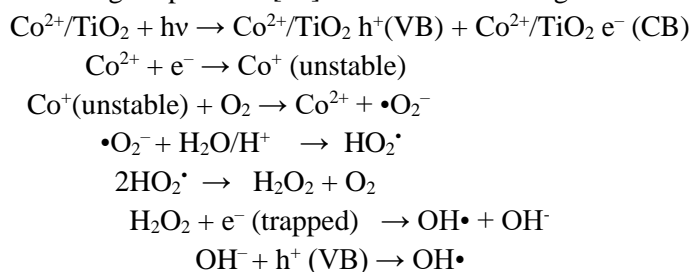 Co²⁺/TiO₂ + hν → Co²⁺/TiO₂ h⁺(VB) + Co²⁺/TiO₂ e⁻ (CB)
Co²⁺ + e⁻ → Co⁺ (unstable)
Co⁺(unstable) + O₂ → Co²⁺ + •O₂⁻
•O₂⁻ + H₂O/H⁺ → HO₂•
2HO₂• → H₂O₂ + O₂
H₂O₂ + e⁻ (trapped) → OH• + OH⁻
OH⁻ + h⁺ (VB) → OH•